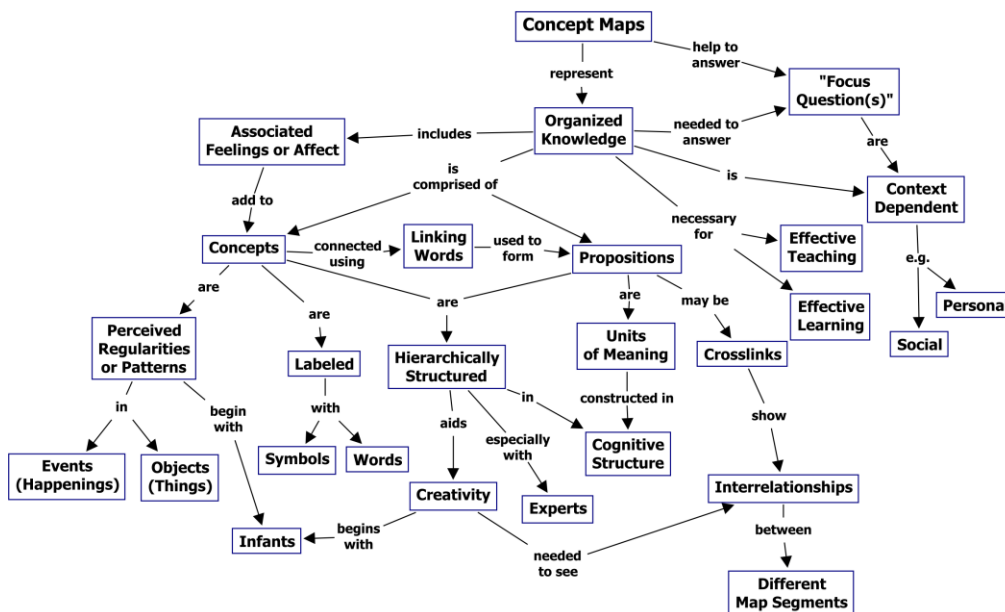 Concept Maps
help to
answer
represent
"Focus
Question(s)"
Organized
Knowledge
Associated
Feelings or Affect
includes
needed to
answer
are
is
comprised of
is
Context
Dependent
add to
necessary
for
Concepts
connected
using
Linking
Words
used to
form
Propositions
Effective
Teaching
e.g.
are
are
are
are
may be
Effective
Learning
Persona
Social
Perceived
Regularities
or Patterns
Labeled
Hierarchically
Structured
Units
of Meaning
Crosslinks
in
begin
with
with
aids
in
constructed in
show
especially
with
Events
(Happenings)
Objects
(Things)
Symbols
Words
Cognitive
Structure
Creativity
Experts
Interrelationships
Infants
begins
with
needed
to see
between
Different
Map Segments